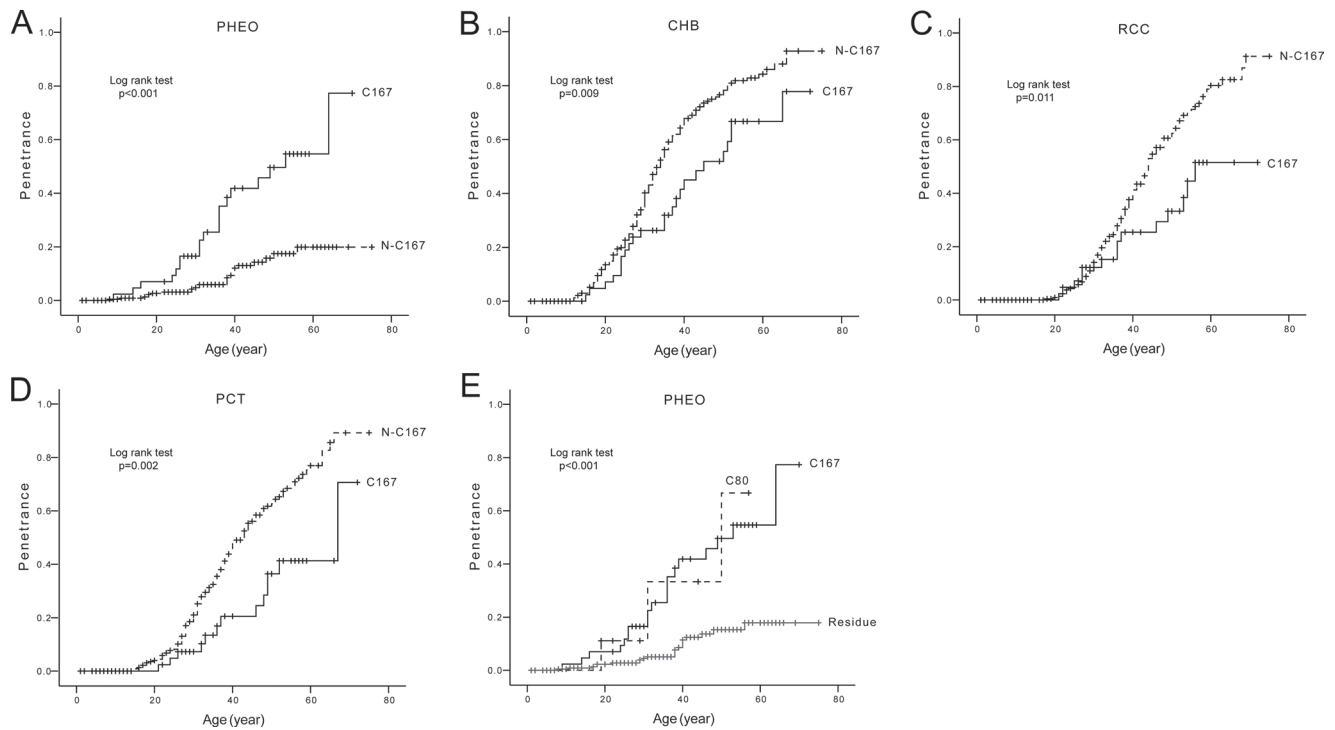 A
PHEO
1.0
0.8
0.6
0.4
0.2
0.0
Penetrance
Log rank test
p<0.001
C167
N-C167
0
20
40
60
80
Age (year)
B
CHB
1.0
0.8
0.6
0.4
0.2
0.0
Penetrance
Log rank test
p=0.009
N-C167
C167
0
20
40
60
80
Age (year)
C
RCC
1.0
0.8
0.6
0.4
0.2
0.0
Penetrance
Log rank test
p=0.011
N-C167
C167
0
20
40
60
80
Age (year)
D
PCT
1.0
0.8
0.6
0.4
0.2
0.0
Penetrance
Log rank test
p=0.002
N-C167
C167
0
20
40
60
80
Age (year)
E
PHEO
1.0
0.8
0.6
0.4
0.2
0.0
Penetrance
Log rank test
p<0.001
C80
C167
Residue
0
20
40
60
80
Age (year)